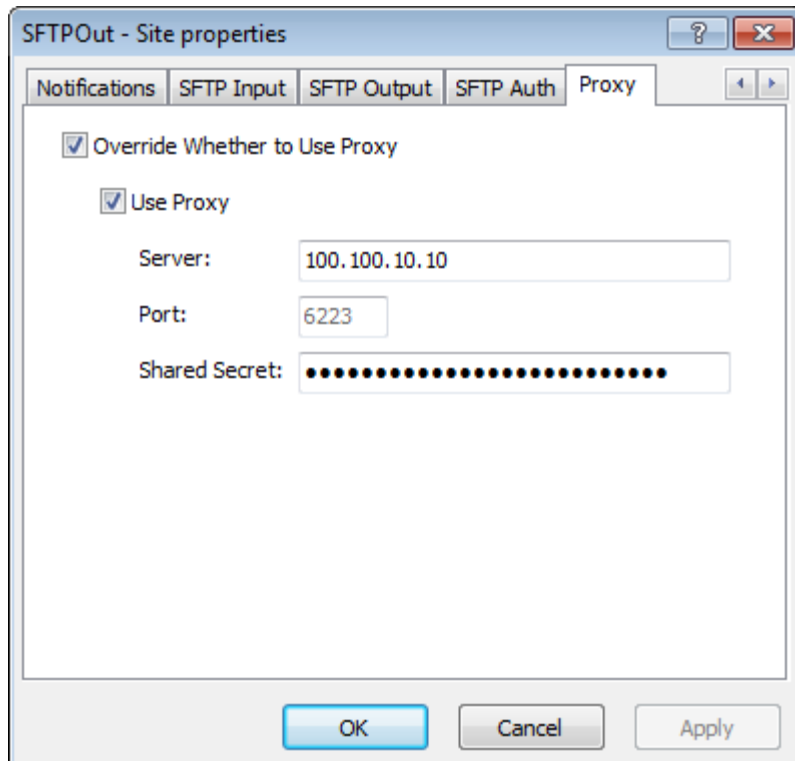 SFTPOut - Site properties
Notifications SFTP Input SFTP Output SFTP Auth Proxy
Override Whether to Use Proxy
Use Proxy
Server: 100.100.10.10
Port: 6223
Shared Secret: ●●●●●●●●●●●●●●●●●●●●●●●●●●
OK Cancel Apply